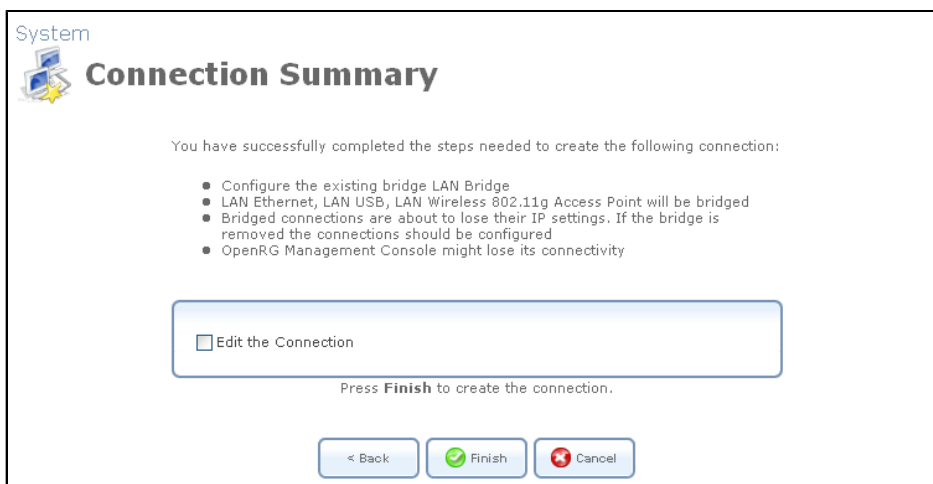 System
Connection Summary
You have successfully completed the steps needed to create the following connection:
● Configure the existing bridge LAN Bridge
● LAN Ethernet, LAN USB, LAN Wireless 802.11g Access Point will be bridged
● Bridged connections are about to lose their IP settings. If the bridge is
removed the connections should be configured
● OpenRG Management Console might lose its connectivity
Edit the Connection
Press Finish to create the connection.
< Back Finish Cancel